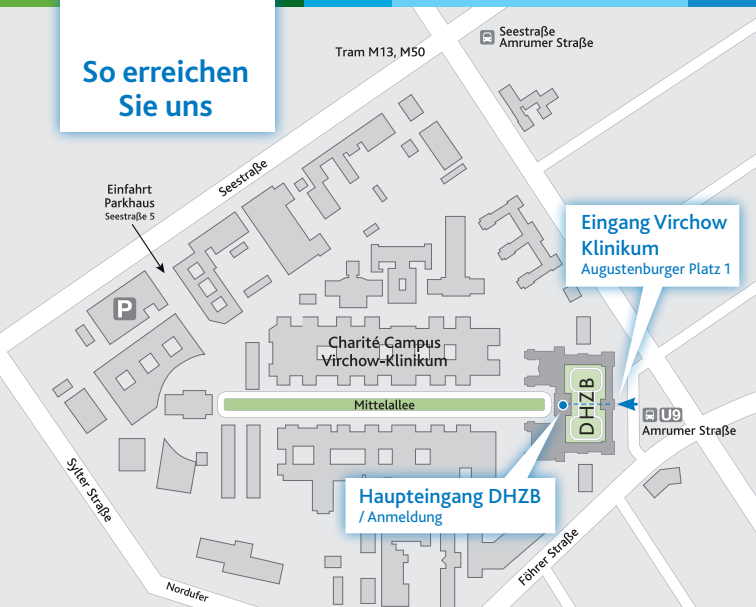 So erreichen
Sie uns
Tram M13, M50
Seestraße
Amrumer Straße
Seestraße
Einfahrt
Parkhaus
Seestraße 5
P
Eingang Virchow
Klinikum
Augustenburger Platz 1
Charité Campus
Virchow-Klinikum
Mittelallee
DHZB
U9
Amrumer Straße
Haupteingang DHZB
/ Anmeldung
Sylter Straße
Föhrer Straße
Nordufer